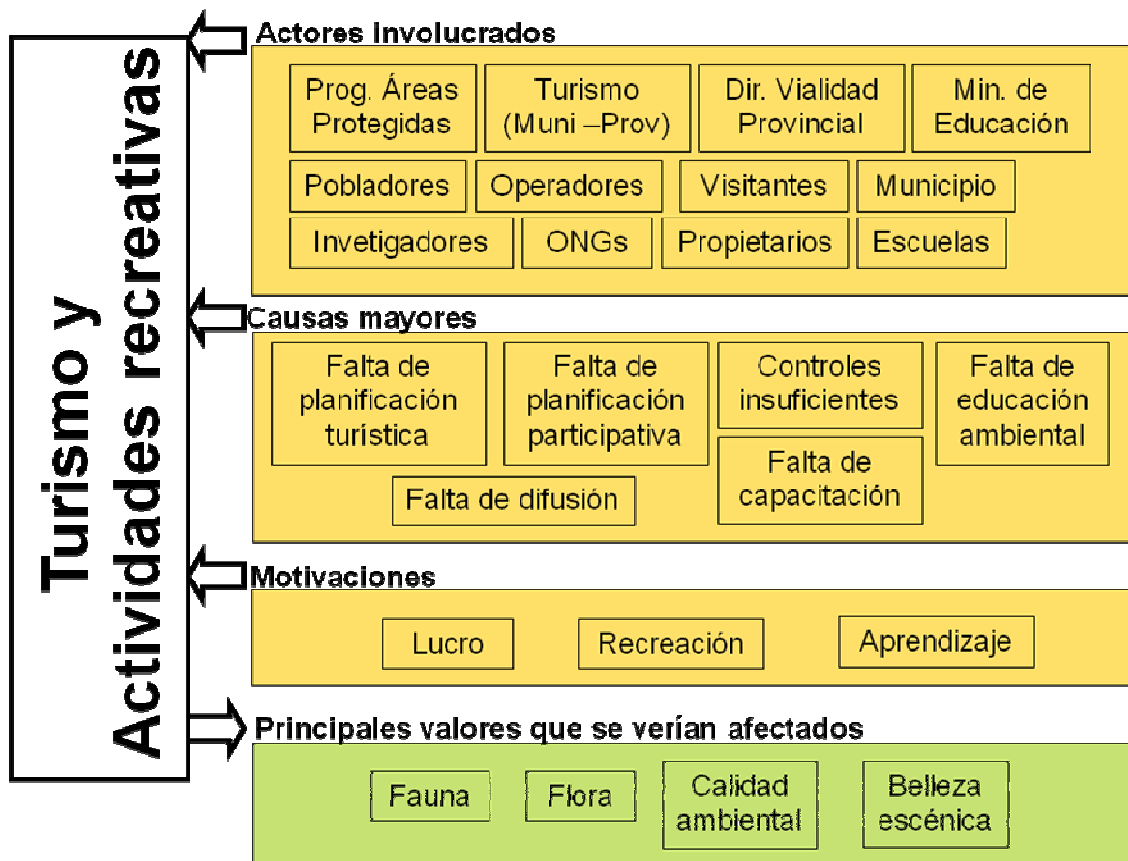 Turismo y
Actividades recreativas
Actores Involucrados
Prog. Áreas
Protegidas
Turismo
(Muni –Prov)
Dir. Vialidad
Provincial
Min. de
Educación
Pobladores
Operadores
Visitantes
Municipio
Invetigadores
ONGs
Propietarios
Escuelas
Causas mayores
Falta de
planificación
turística
Falta de
planificación
participativa
Controles
insuficientes
Falta de
educación
ambiental
Falta de
capacitación
Falta de difusión
Motivaciones
Lucro
Recreación
Aprendizaje
Principales valores que se verían afectados
Fauna
Flora
Calidad
ambiental
Belleza
escénica